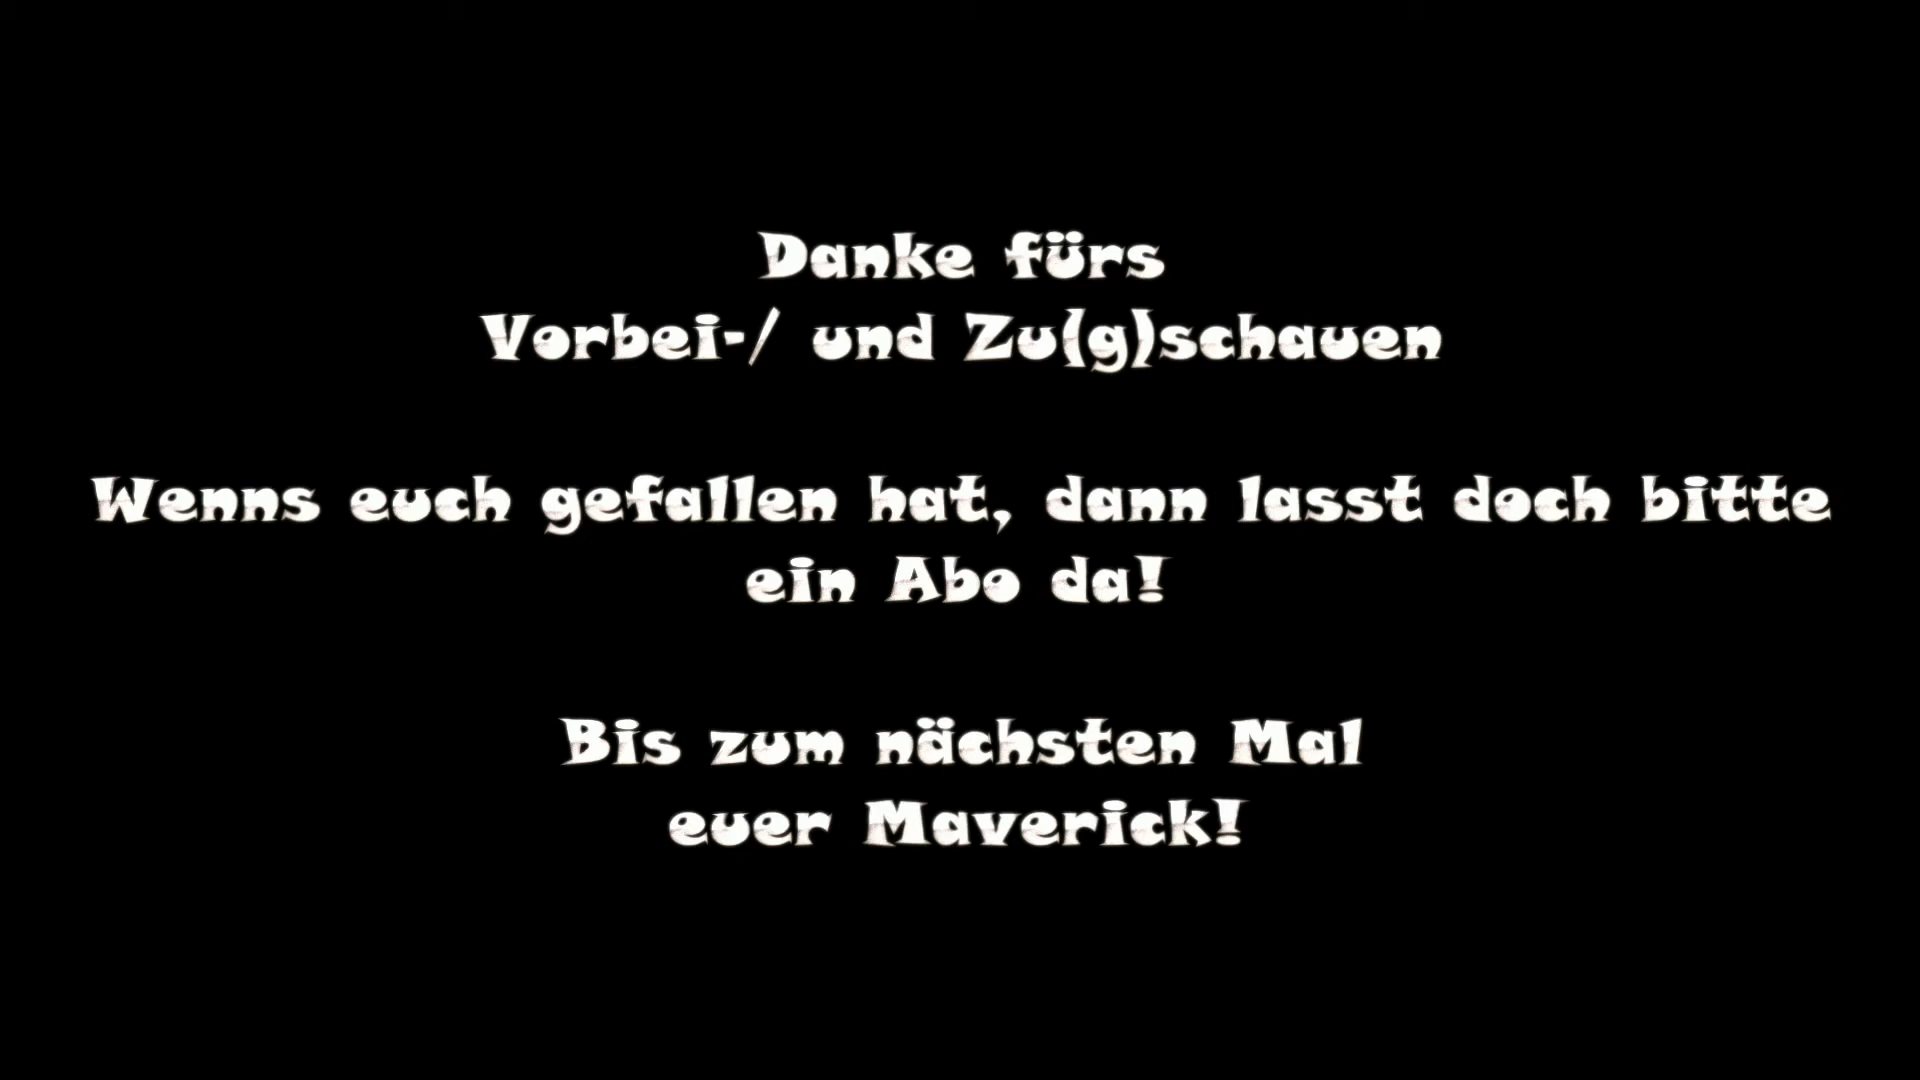 Danke fürs
Vorbei-/ und Zu(g)schauen
Wenns euch gefallen hat, dann lasst doch bitte
ein Abo da!
Bis zum nächsten Mal
euer Maverick!